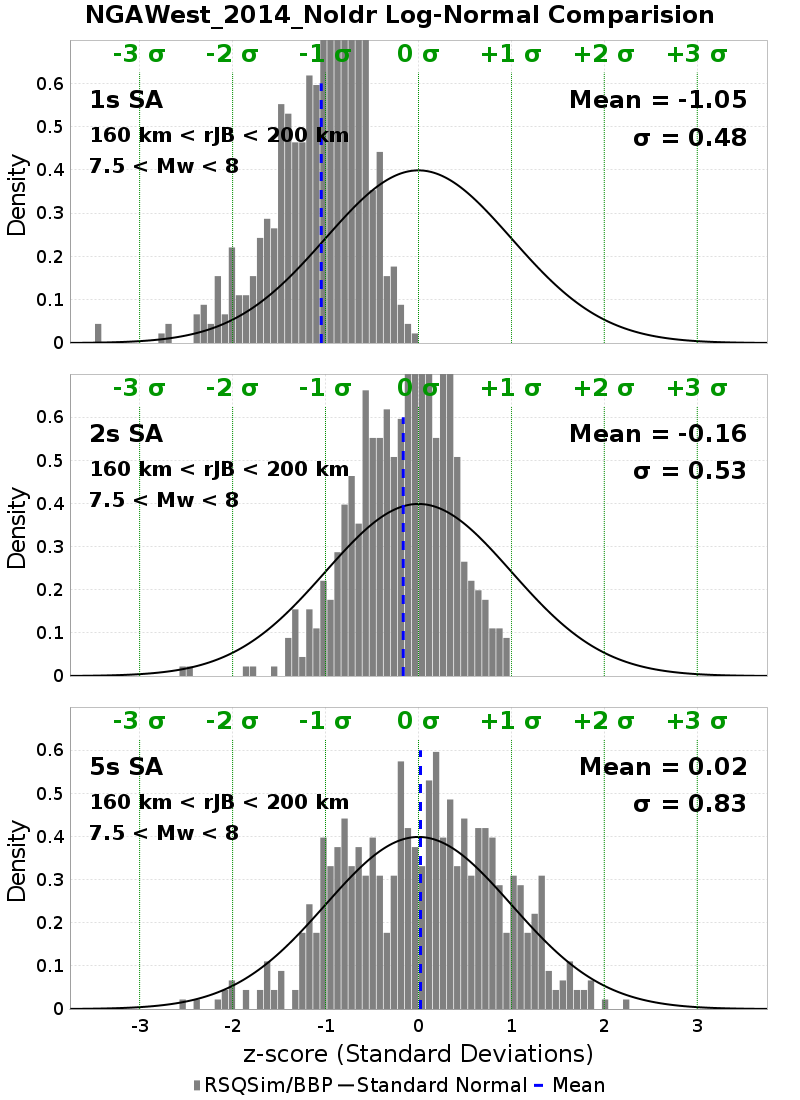 NGAWest_2014_NoIdr Log-Normal Comparision
-3 σ -2 σ -1 σ 0 σ +1 σ +2 σ +3 σ
1s SA
Mean = -1.05
160 km < rJB < 200 km
σ = 0.48
7.5 < Mw < 8
Density
0.6
0.5
0.4
0.3
0.2
0.1
0
-3 σ -2 σ -1 σ 0 σ +1 σ +2 σ +3 σ
2s SA
Mean = -0.16
160 km < rJB < 200 km
σ = 0.53
7.5 < Mw < 8
Density
0.6
0.5
0.4
0.3
0.2
0.1
0
-3 σ -2 σ -1 σ 0 σ +1 σ +2 σ +3 σ
5s SA
Mean = 0.02
160 km < rJB < 200 km
σ = 0.83
7.5 < Mw < 8
Density
0.6
0.5
0.4
0.3
0.2
0.1
0
-3 -2 -1 0 1 2 3
z-score (Standard Deviations)
RSQSim/BBP Standard Normal Mean